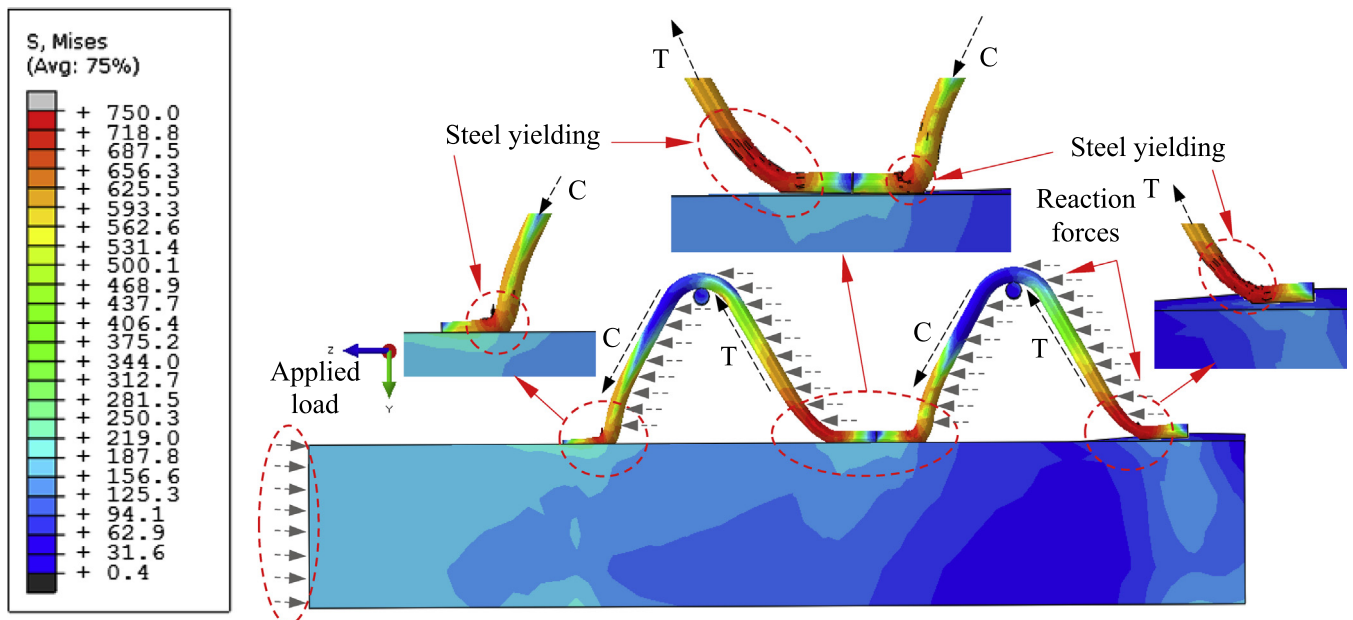 S, Mises
(Avg: 75%)
+ 750.0
+ 718.8
+ 687.5
+ 656.3
+ 625.5
+ 593.3
+ 562.6
+ 531.4
+ 500.1
+ 468.9
+ 437.7
+ 406.4
+ 375.2
+ 344.0
+ 312.7
+ 281.5
+ 250.3
+ 219.0
+ 187.8
+ 156.6
+ 125.3
+ 94.1
+ 62.9
+ 31.6
+ 0.4
T
C
Steel yielding
Steel yielding
C
T
Reaction
forces
C
T
C
T
Z
Y
Applied
load